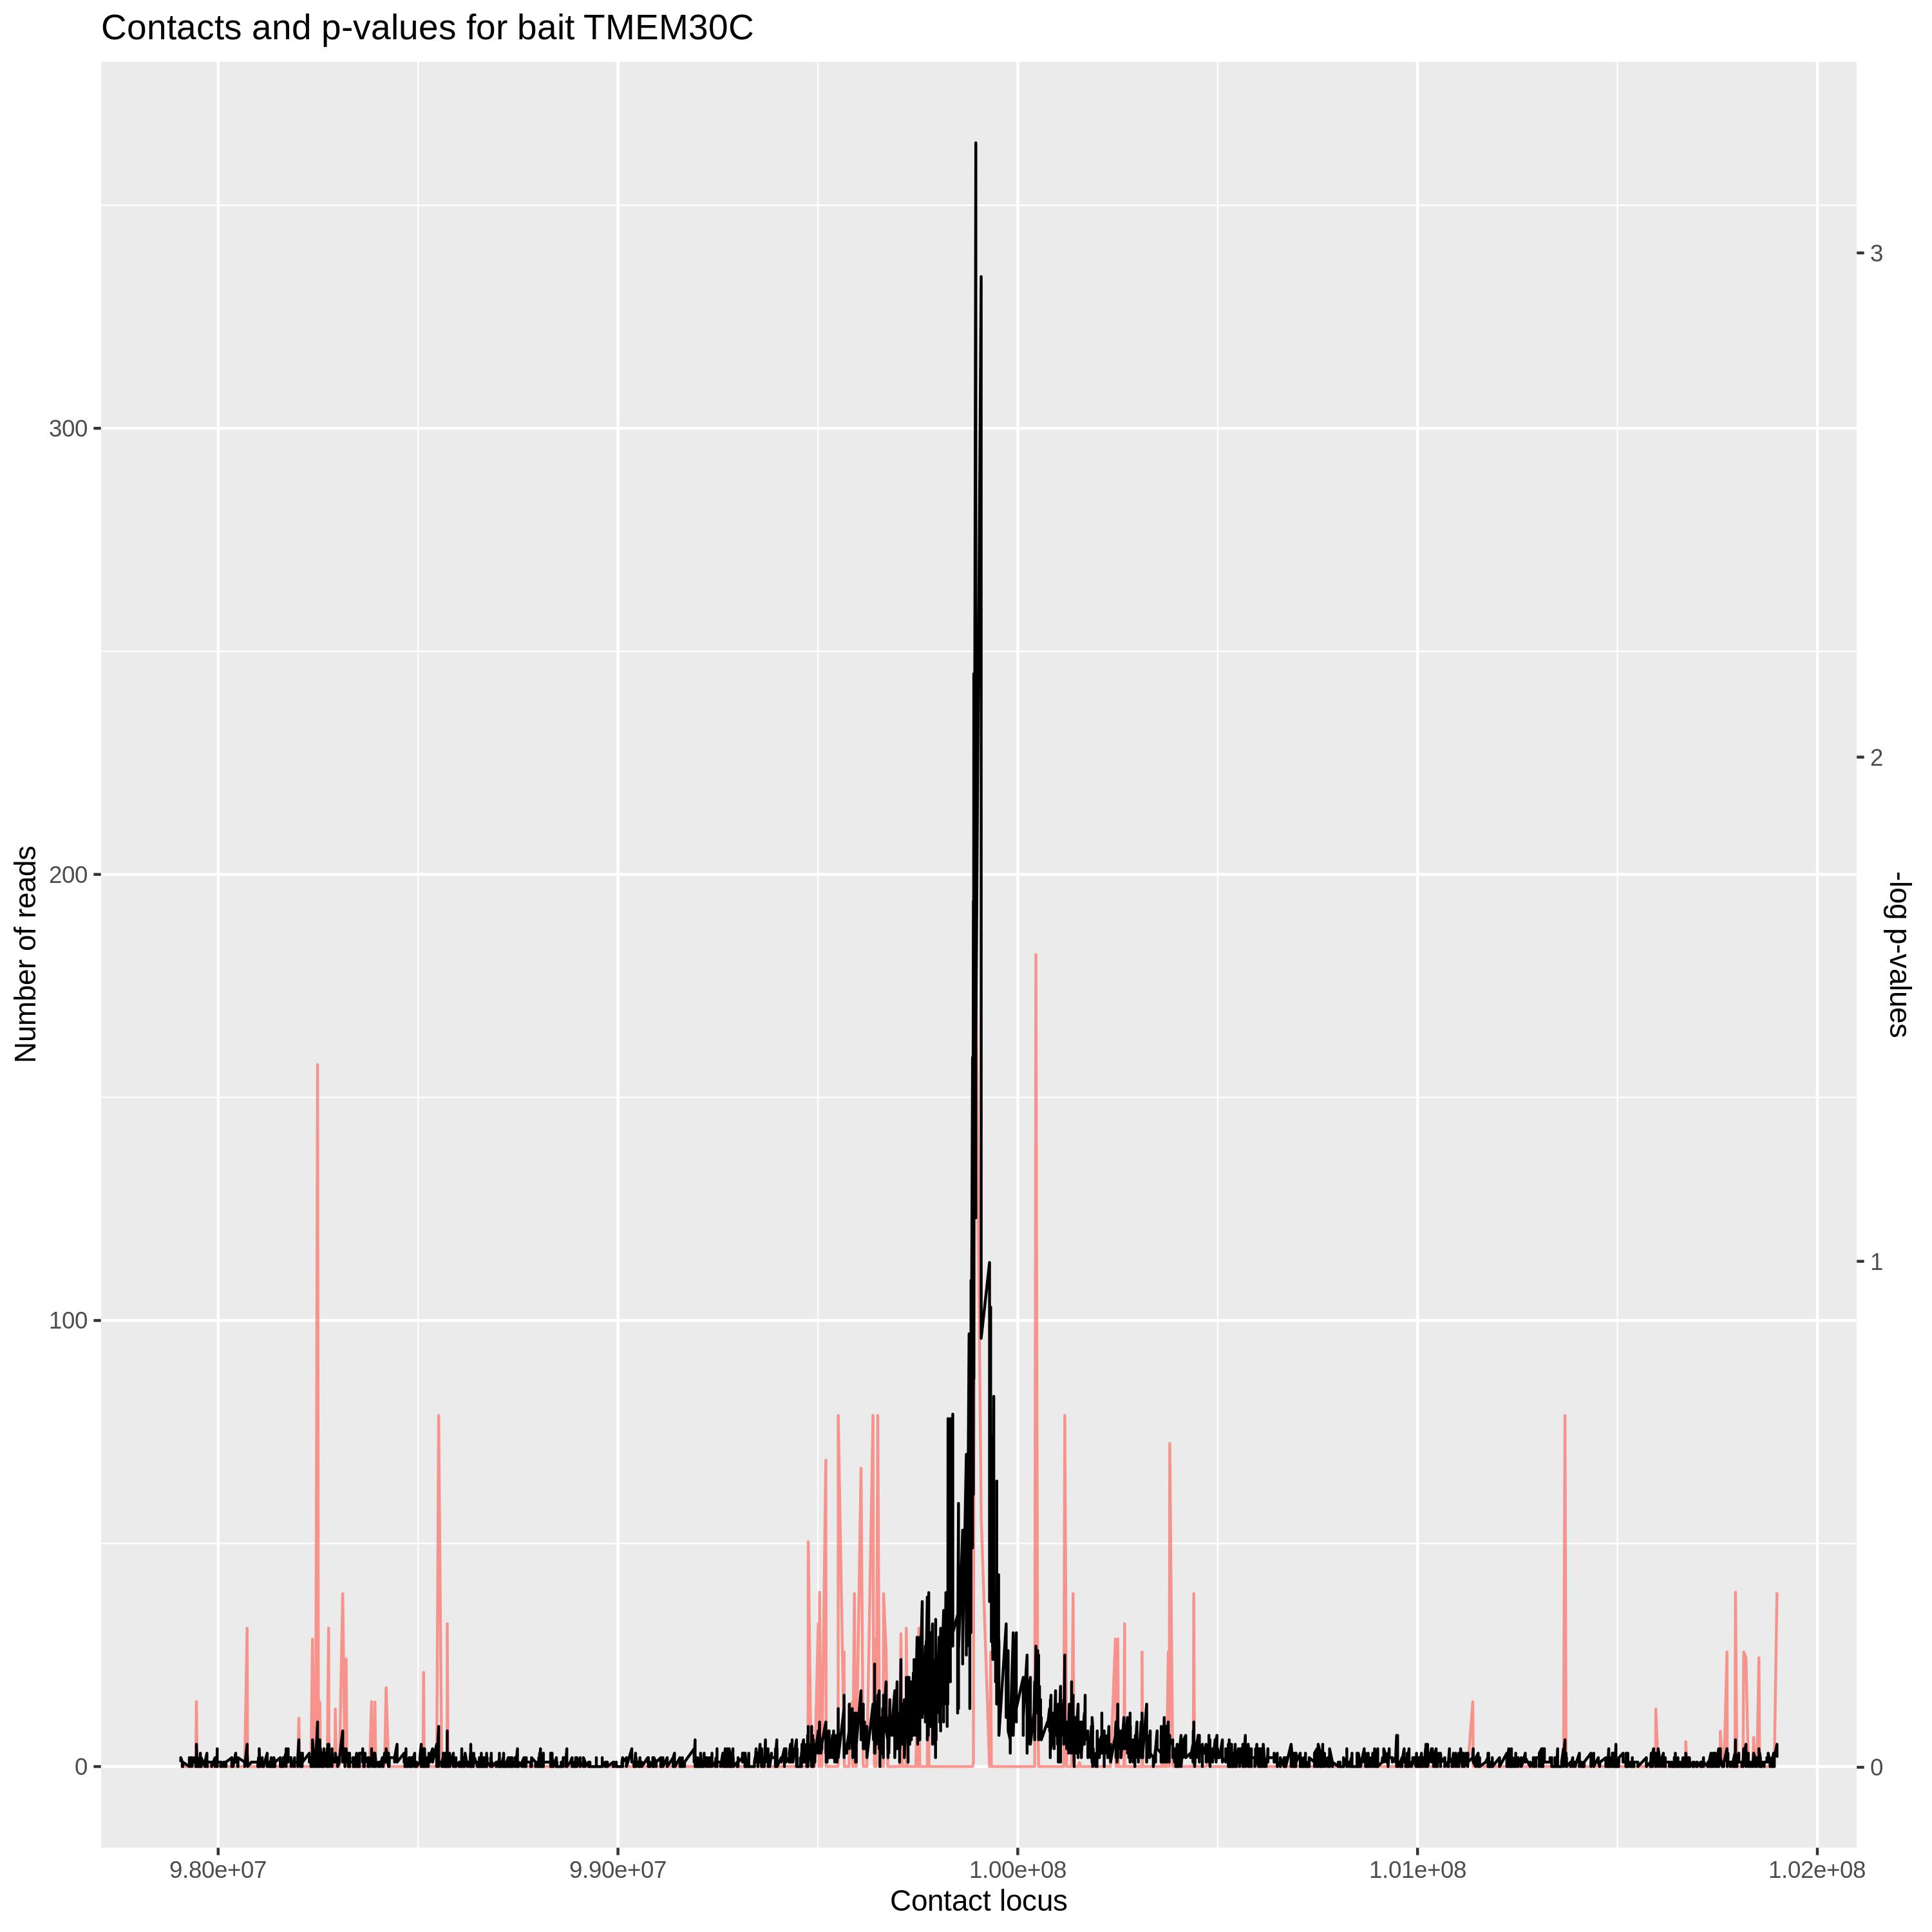 Contacts and p-values for bait TMEM30C
Number of reads
300
200
100
0
3
2
1
0
-log p-values
9.80e+07
9.90e+07
1.00e+08
1.01e+08
1.02e+08
Contact locus